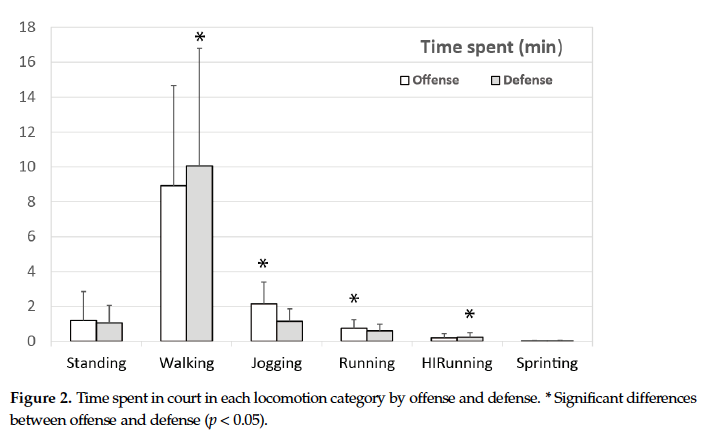 18
16
14
12
10
8
6
4
2
0
Time spent (min)
Offense Defense
*
*
*
*
Standing Walking Jogging Running HIRunning Sprinting
Figure 2. Time spent in court in each locomotion category by offense and defense. * Significant differences
between offense and defense (p < 0.05).